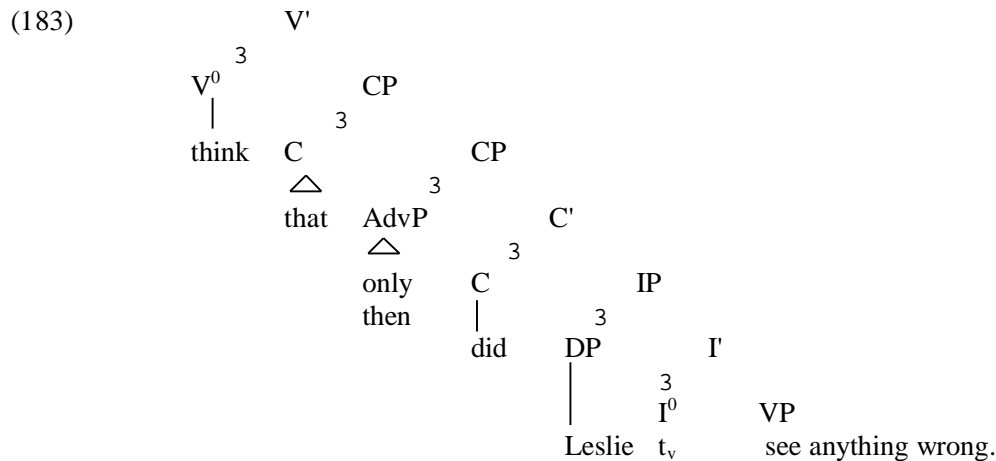 (183) V'
3
V⁰ CP
3
think C CP
3
that AdvP C'
3
only C IP
then 3
did DP I'
3
I⁰ VP
Leslie tᵥ see anything wrong.